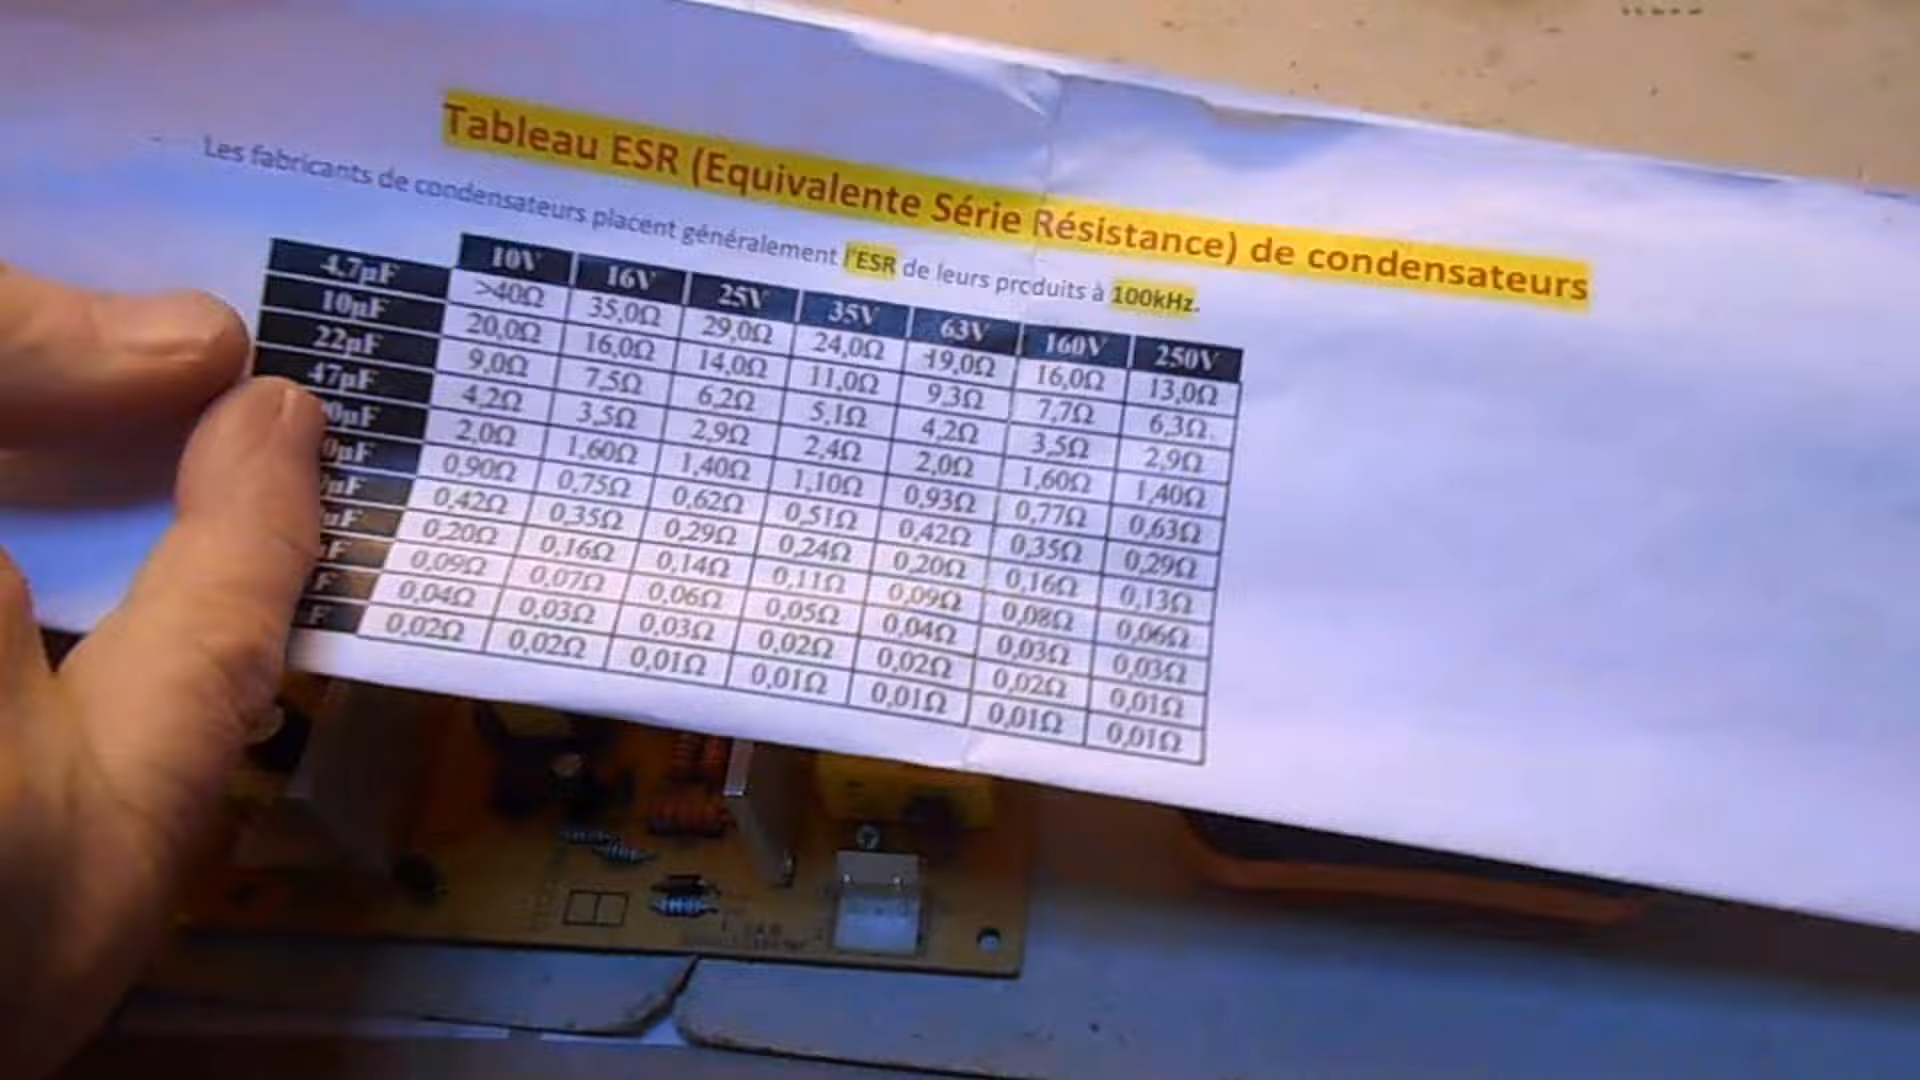 Tableau ESR (Equivalente Série Résistance) de condensateurs
Les fabricants de condensateurs placent généralement l'ESR de leurs produits à 100kHz.
10V 16V 25V 35V 63V 160V 250V
4.7µF >40Ω 35,0Ω 29,0Ω 24,0Ω 19,0Ω 16,0Ω 13,0Ω
10µF 20,0Ω 16,0Ω 14,0Ω 11,0Ω 9,3Ω 7,7Ω 6,3Ω
22µF 9,0Ω 7,5Ω 6,2Ω 5,1Ω 4,2Ω 3,5Ω 2,9Ω
47µF 4,2Ω 3,5Ω 2,9Ω 2,4Ω 2,0Ω 1,60Ω 1,40Ω
0µF 2,0Ω 1,60Ω 1,40Ω 1,10Ω 0,93Ω 0,77Ω 0,63Ω
0µF 0,90Ω 0,75Ω 0,62Ω 0,51Ω 0,42Ω 0,35Ω 0,29Ω
µF 0,42Ω 0,35Ω 0,29Ω 0,24Ω 0,20Ω 0,16Ω 0,13Ω
µF 0,20Ω 0,16Ω 0,14Ω 0,11Ω 0,09Ω 0,08Ω 0,06Ω
F 0,09Ω 0,07Ω 0,06Ω 0,05Ω 0,04Ω 0,03Ω 0,03Ω
F 0,04Ω 0,03Ω 0,03Ω 0,02Ω 0,02Ω 0,02Ω 0,01Ω
F 0,02Ω 0,02Ω 0,01Ω 0,01Ω 0,01Ω 0,01Ω 0,01Ω